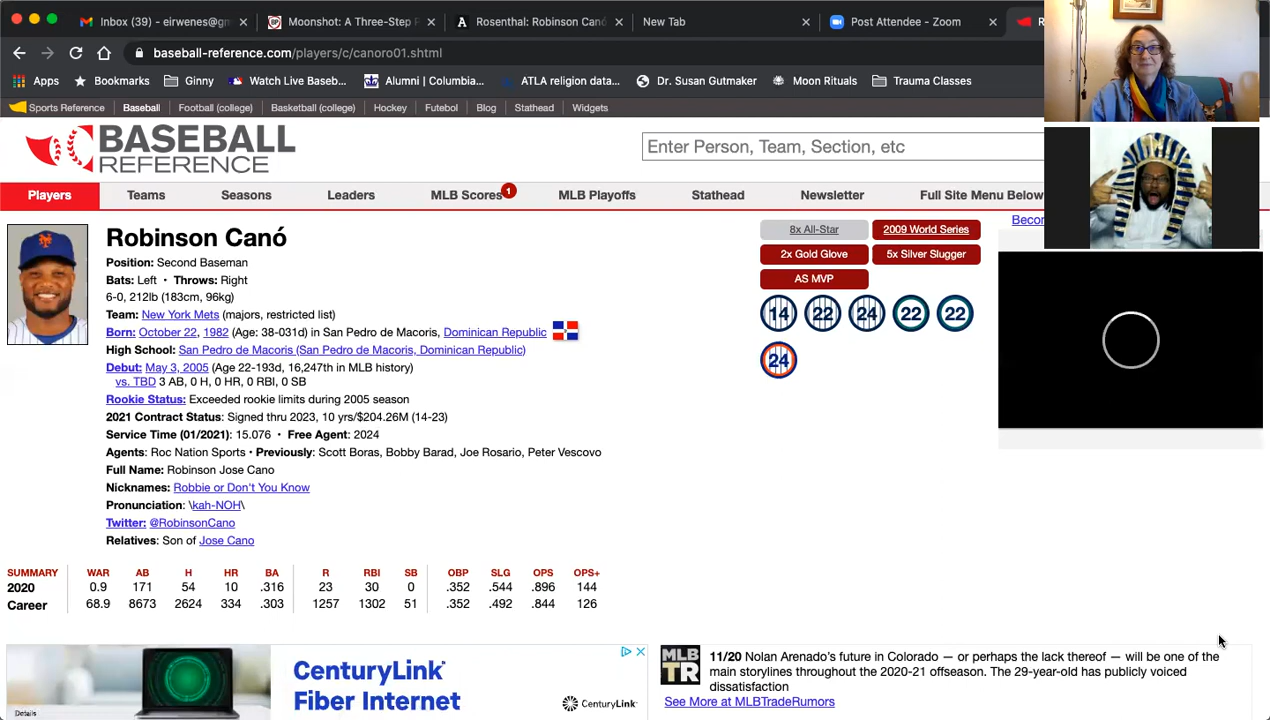 Inbox (39) - eirwenes@gm
Moonshot: A Three-Step P
Rosenthal: Robinson Canó
New Tab
Post Attendee - Zoom
baseball-reference.com/players/c/canoro01.shtml
Apps
Bookmarks
Ginny
Watch Live Baseb...
Alumni | Columbia...
ATLA religion data...
Dr. Susan Gutmaker
Moon Rituals
Trauma Classes
Sports Reference
Baseball
Football (college)
Basketball (college)
Hockey
Futebol
Blog
Stathead
Widgets
BASEBALL
REFERENCE
Enter Person, Team, Section, etc
Players
Teams
Seasons
Leaders
MLB Scores 1
MLB Playoffs
Stathead
Newsletter
Full Site Menu Below
Becor
Robinson Canó
Position: Second Baseman
Bats: Left • Throws: Right
6-0, 212lb (183cm, 96kg)
Team: New York Mets (majors, restricted list)
Born: October 22, 1982 (Age: 38-031d) in San Pedro de Macoris, Dominican Republic
High School: San Pedro de Macoris (San Pedro de Macoris, Dominican Republic)
Debut: May 3, 2005 (Age 22-193d, 16,247th in MLB history)
vs. TBD 3 AB, 0 H, 0 HR, 0 RBI, 0 SB
Rookie Status: Exceeded rookie limits during 2005 season
2021 Contract Status: Signed thru 2023, 10 yrs/$204.26M (14-23)
Service Time (01/2021): 15.076 • Free Agent: 2024
Agents: Roc Nation Sports • Previously: Scott Boras, Bobby Barad, Joe Rosario, Peter Vescovo
Full Name: Robinson Jose Cano
Nicknames: Robbie or Don't You Know
Pronunciation: \kah-NOH\
Twitter: @RobinsonCano
Relatives: Son of Jose Cano
8x All-Star
2009 World Series
2x Gold Glove
5x Silver Slugger
AS MVP
14 22 24 22 22
24
SUMMARY WAR AB H HR BA R RBI SB OBP SLG OPS OPS+
2020 0.9 171 54 10 .316 23 30 0 .352 .544 .896 144
Career 68.9 8673 2624 334 .303 1257 1302 51 .352 .492 .844 126
CenturyLink
Fiber Internet
CenturyLink
Details
MLB
TR
11/20 Nolan Arenado's future in Colorado — or perhaps the lack thereof — will be one of the
main storylines throughout the 2020-21 offseason. The 29-year-old has publicly voiced
dissatisfaction
See More at MLBTradeRumors